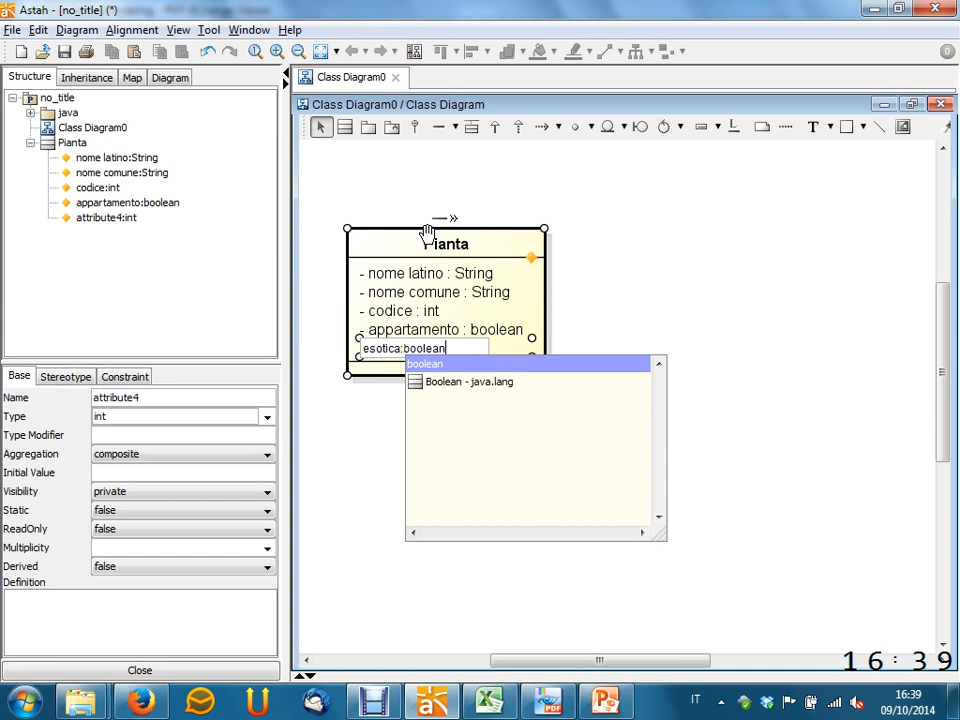 Astah - [no_title] (*)
File Edit Diagram Alignment View Tool Window Help
Structure Inheritance Map Diagram
no_title
java
Class Diagram0
Pianta
nome latino:String
nome comune:String
codice:int
appartamento:boolean
attribute4:int
Base Stereotype Constraint
Name attribute4
Type int
Type Modifier
Aggregation composite
Initial Value
Visibility private
Static false
ReadOnly false
Multiplicity
Derived false
Definition
Close
Class Diagram0
Class Diagram0 / Class Diagram
Pianta
- nome latino : String
- nome comune : String
- codice : int
- appartamento : boolean
esotica:boolean
boolean
Boolean - java.lang
16:39
IT
16:39
09/10/2014